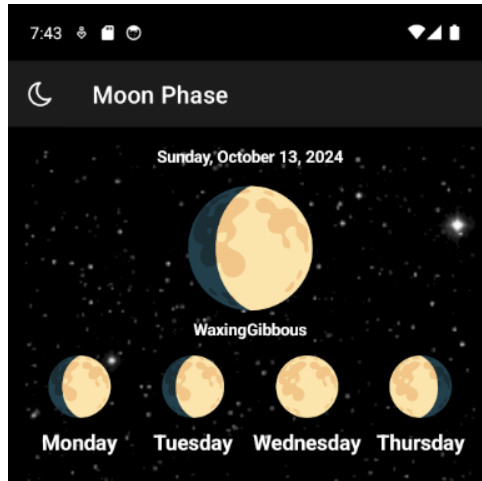 7:43
Moon Phase
Sunday, October 13, 2024
WaxingGibbous
Monday Tuesday Wednesday Thursday